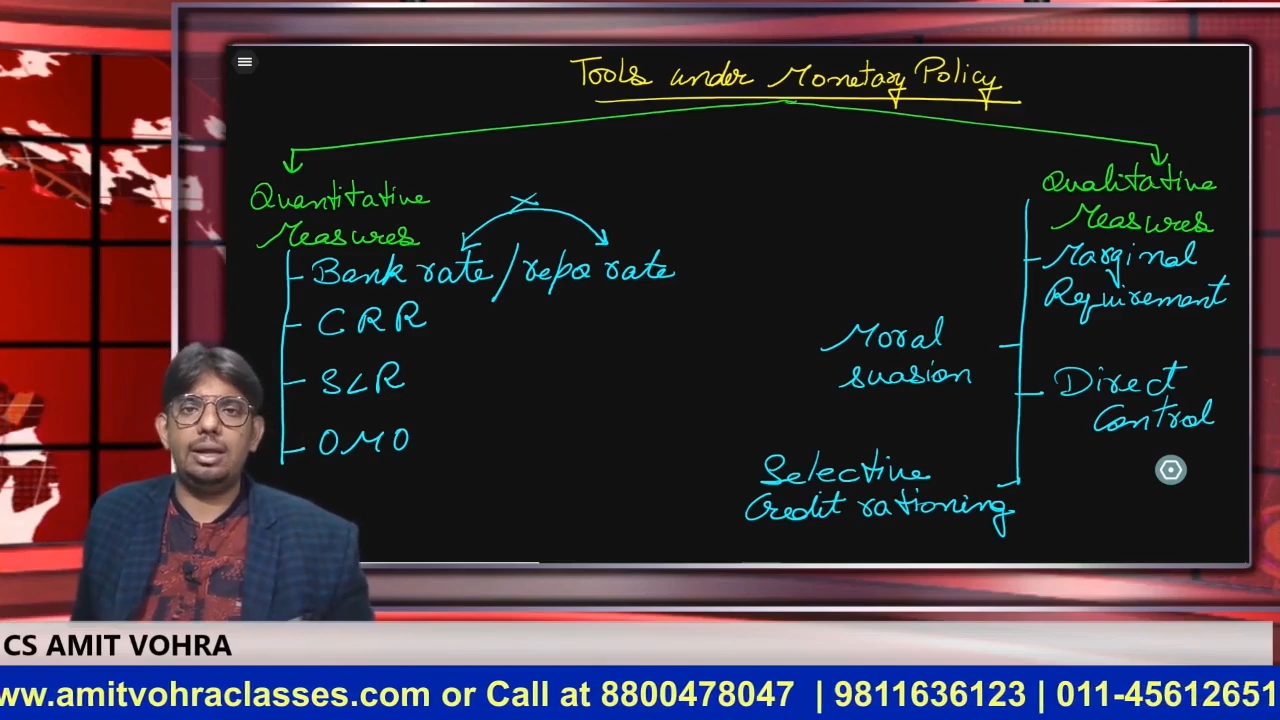 Tools under Monetary Policy
Quantitative
Measures
Bank rate/repo rate
CRR
SLR
OMO
Qualitative
Measures
Marginal
Requirement
Moral
suasion
Direct
Control
Selective
Credit rationing
CS AMIT VOHRA
www.amitvohraclasses.com or Call at 8800478047 | 9811636123 | 011-45612651